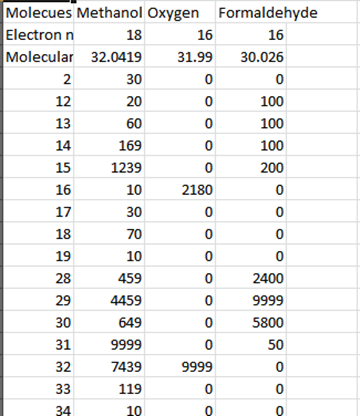 Molecues Methanol Oxygen Formaldehyde
Electron n 18 16 16
Molecular 32.0419 31.99 30.026
2 30 0 0
12 20 0 100
13 60 0 100
14 169 0 100
15 1239 0 200
16 10 2180 0
17 30 0 0
18 70 0 0
19 10 0 0
28 459 0 2400
29 4459 0 9999
30 649 0 5800
31 9999 0 50
32 7439 9999 0
33 119 0 0
34 10 0 0